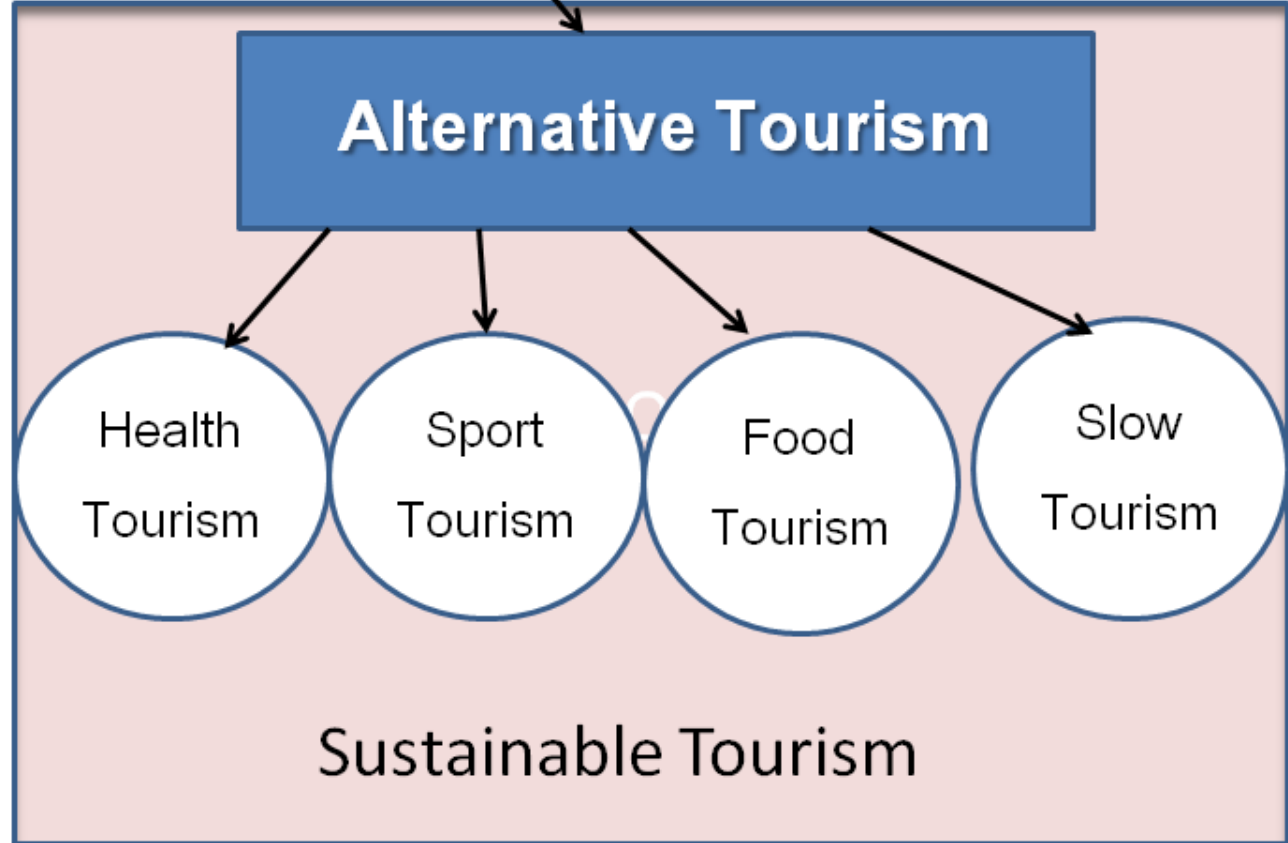 Alternative Tourism
Health
Tourism
Sport
Tourism
Food
Tourism
Slow
Tourism
Sustainable Tourism